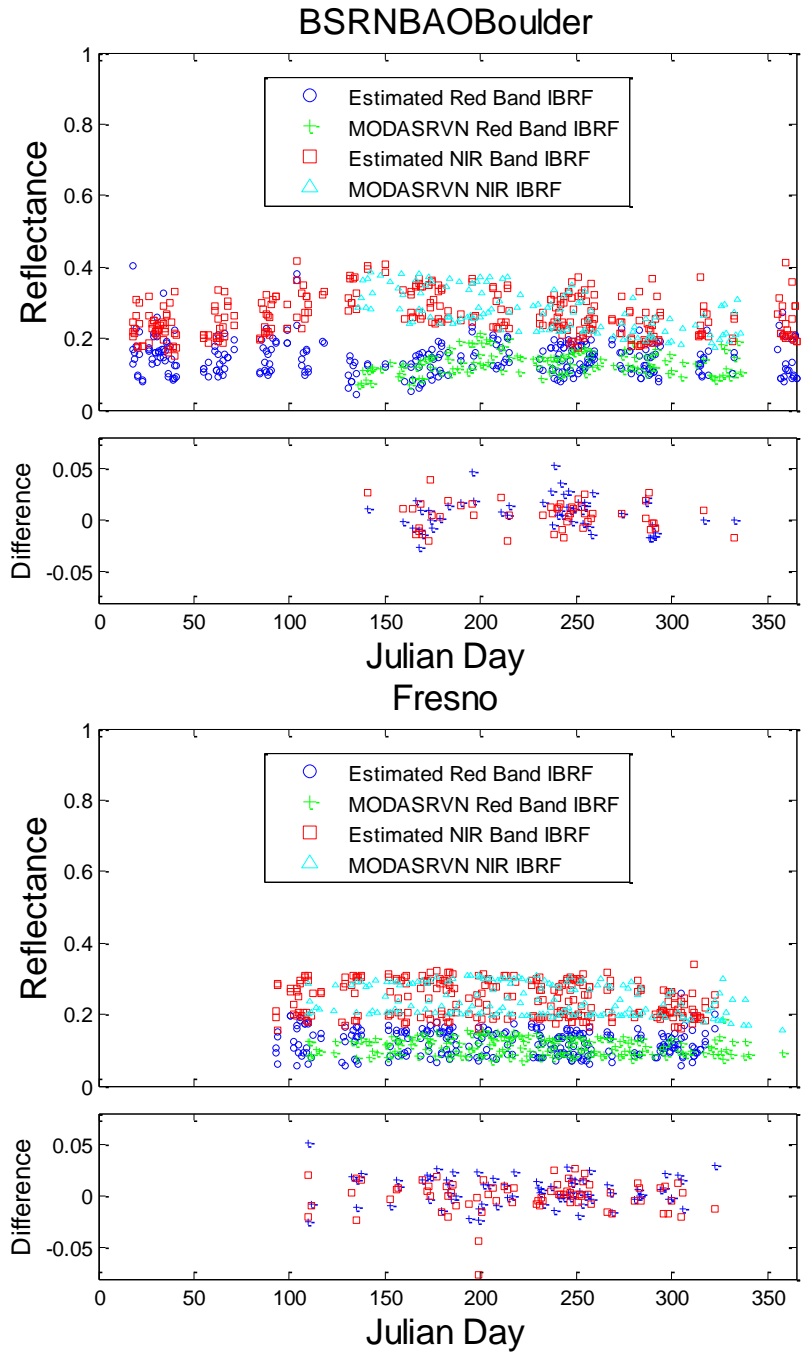 BSRNBAOBoulder
1
0.8
0.6
0.4
0.2
0
Reflectance
Estimated Red Band IBRF
MODASRVN Red Band IBRF
Estimated NIR Band IBRF
MODASRVN NIR IBRF
0.05
0
-0.05
Difference
0 50 100 150 200 250 300 350
Julian Day
Fresno
1
0.8
0.6
0.4
0.2
0
Reflectance
Estimated Red Band IBRF
MODASRVN Red Band IBRF
Estimated NIR Band IBRF
MODASRVN NIR IBRF
0.05
0
-0.05
Difference
0 50 100 150 200 250 300 350
Julian Day